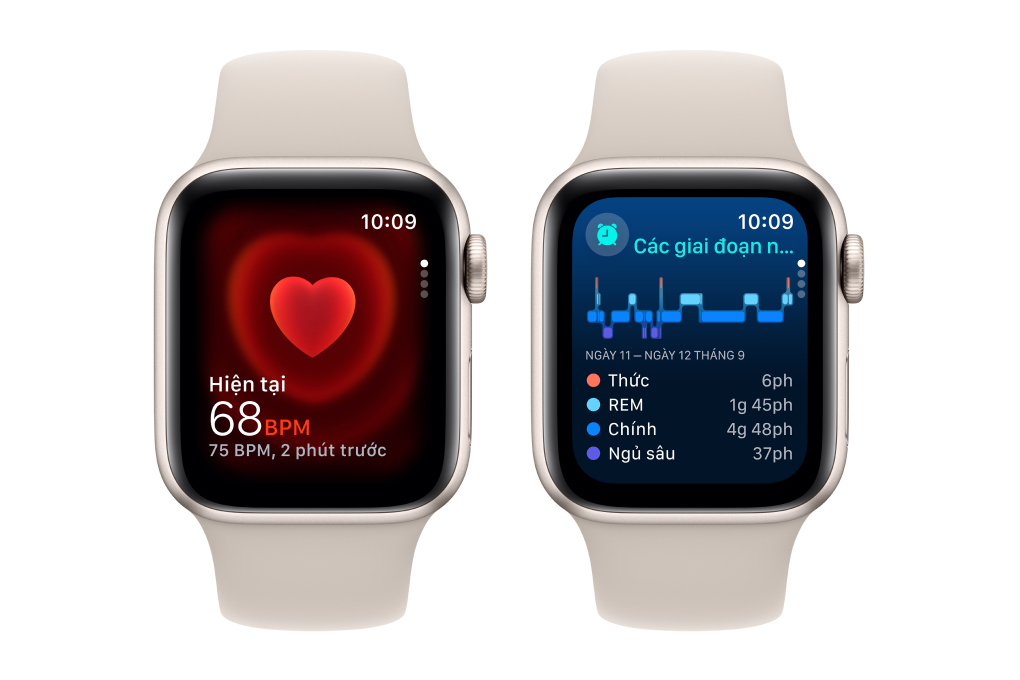 10:09
Hiện tại
68BPM
75 BPM, 2 phút trước
10:09
Các giai đoạn n...
NGÀY 11 – NGÀY 12 THÁNG 9
Thức 6ph
REM 1g 45ph
Chính 4g 48ph
Ngủ sâu 37ph